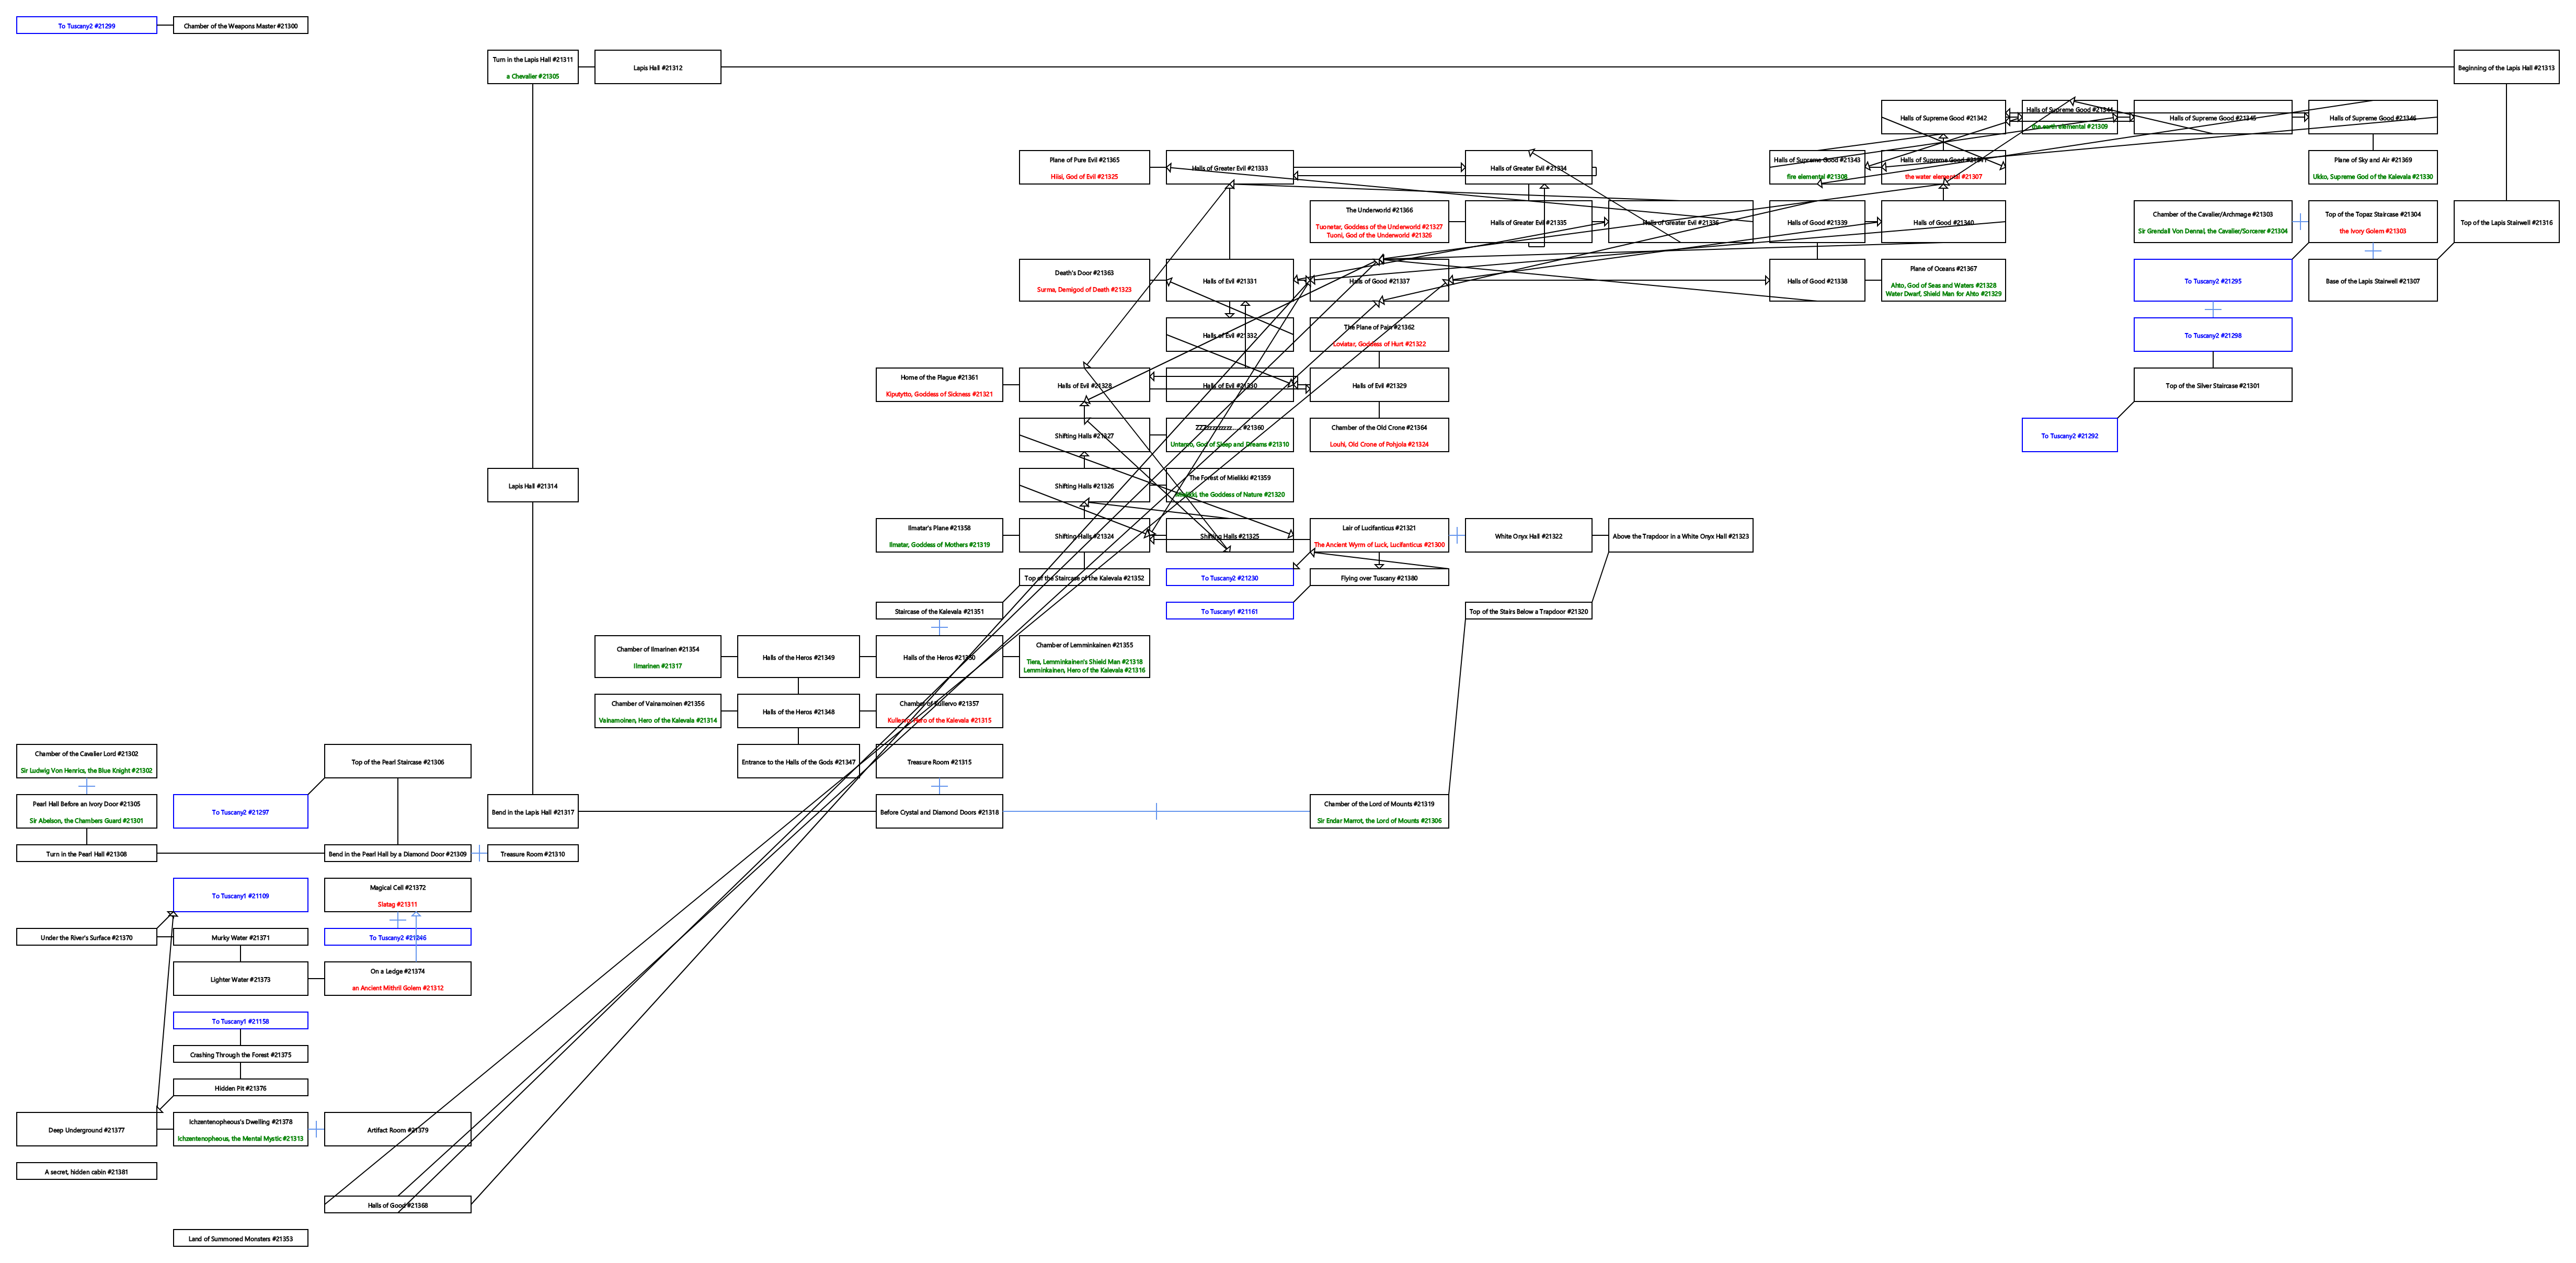 To Tuscany2 #21299
Chamber of the Weapons Master #21300
Turn in the Lapis Hall #21311
a Chevalier #21305
Lapis Hall #21312
Beginning of the Lapis Hall #21313
Halls of Supreme Good #21342
Halls of Supreme Good #21344
the earth elemental #21309
Halls of Supreme Good #21345
Halls of Supreme Good #21346
Plane of Pure Evil #21365
Hiisi, God of Evil #21325
Halls of Greater Evil #21333
Halls of Greater Evil #21334
Halls of Supreme Good #21343
fire elemental #21308
Halls of Supreme Good
the water elemental #21307
Plane of Sky and Air #21369
Ukko, Supreme God of the Kalevala #21330
The Underworld #21366
Tuonetar, Goddess of the Underworld #21327
Tuoni, God of the Underworld #21326
Halls of Greater Evil #21335
Halls of Greater Evil #21336
Halls of Good #21339
Halls of Good #21340
Chamber of the Cavalier/Archmage #21303
Sir Grendall Von Dennal, the Cavalier/Sorcerer #21304
Top of the Topaz Staircase #21304
the Ivory Golem #21303
Top of the Lapis Stairwell #21316
Death's Door #21363
Surma, Demigod of Death #21323
Halls of Evil #21331
Halls of Good #21337
Halls of Good #21338
Plane of Oceans #21367
Ahto, God of Seas and Waters #21328
Water Dwarf, Shield Man for Ahto #21329
To Tuscany2 #21295
Base of the Lapis Stairwell #21307
Halls of Evil #21332
The Plane of Pain #21362
Loviatar, Goddess of Hurt #21322
To Tuscany2 #21298
Home of the Plague #21361
Kiputytto, Goddess of Sickness #21321
Halls of Evil #21328
Halls of Evil #21330
Halls of Evil #21329
Top of the Silver Staircase #21301
Shifting Halls #21327
#21360
Untamo, God of Sleep and Dreams #21310
Chamber of the Old Crone #21364
Louhi, Old Crone of Pohjola #21324
To Tuscany2 #21292
Lapis Hall #21314
Shifting Halls #21326
The Forest of Mielikki #21359
Mielikki, the Goddess of Nature #21320
Ilmatar's Plane #21358
Ilmatar, Goddess of Mothers #21319
Shifting Halls #21324
Shifting Halls #21325
Lair of Lucifanticus #21321
The Ancient Wyrm of Luck, Lucifanticus #21300
White Onyx Hall #21322
Above the Trapdoor in a White Onyx Hall #21323
Top of the Staircase of the Kalevala #21352
To Tuscany2 #21230
Flying over Tuscany #21380
Staircase of the Kalevala #21351
To Tuscany1 #21161
Top of the Stairs Below a Trapdoor #21320
Chamber of Ilmarinen #21354
Ilmarinen #21317
Halls of the Heros #21349
Halls of the Heros #21350
Chamber of Lemminkainen #21355
Tiera, Lemminkainen's Shield Man #21318
Lemminkainen, Hero of the Kalevala #21316
Chamber of Vainamoinen #21356
Vainamoinen, Hero of the Kalevala #21314
Halls of the Heros #21348
Chamber of Kullervo #21357
Kullervo, Hero of the Kalevala #21315
Chamber of the Cavalier Lord #21302
Sir Ludwig Von Henrics, the Blue Knight #21302
Top of the Pearl Staircase #21306
Entrance to the Halls of the Gods #21347
Treasure Room #21315
Pearl Hall Before an Ivory Door #21305
Sir Abelson, the Chambers Guard #21301
To Tuscany2 #21297
Bend in the Lapis Hall #21317
Before Crystal and Diamond Doors #21318
Chamber of the Lord of Mounts #21319
Sir Endar Marrot, the Lord of Mounts #21306
Turn in the Pearl Hall #21308
Bend in the Pearl Hall by a Diamond Door #21309
Treasure Room #21310
To Tuscany1 #21109
Magical Cell #21372
Slatag #21311
Under the River's Surface #21370
Murky Water #21371
To Tuscany2 #21246
Lighter Water #21373
On a Ledge #21374
an Ancient Mithril Golem #21312
To Tuscany1 #21158
Crashing Through the Forest #21375
Hidden Pit #21376
Deep Underground #21377
Ichzentenopheous's Dwelling #21378
Ichzentenopheous, the Mental Mystic #21313
Artifact Room #21379
A secret, hidden cabin #21381
Halls of Good #21368
Land of Summoned Monsters #21353